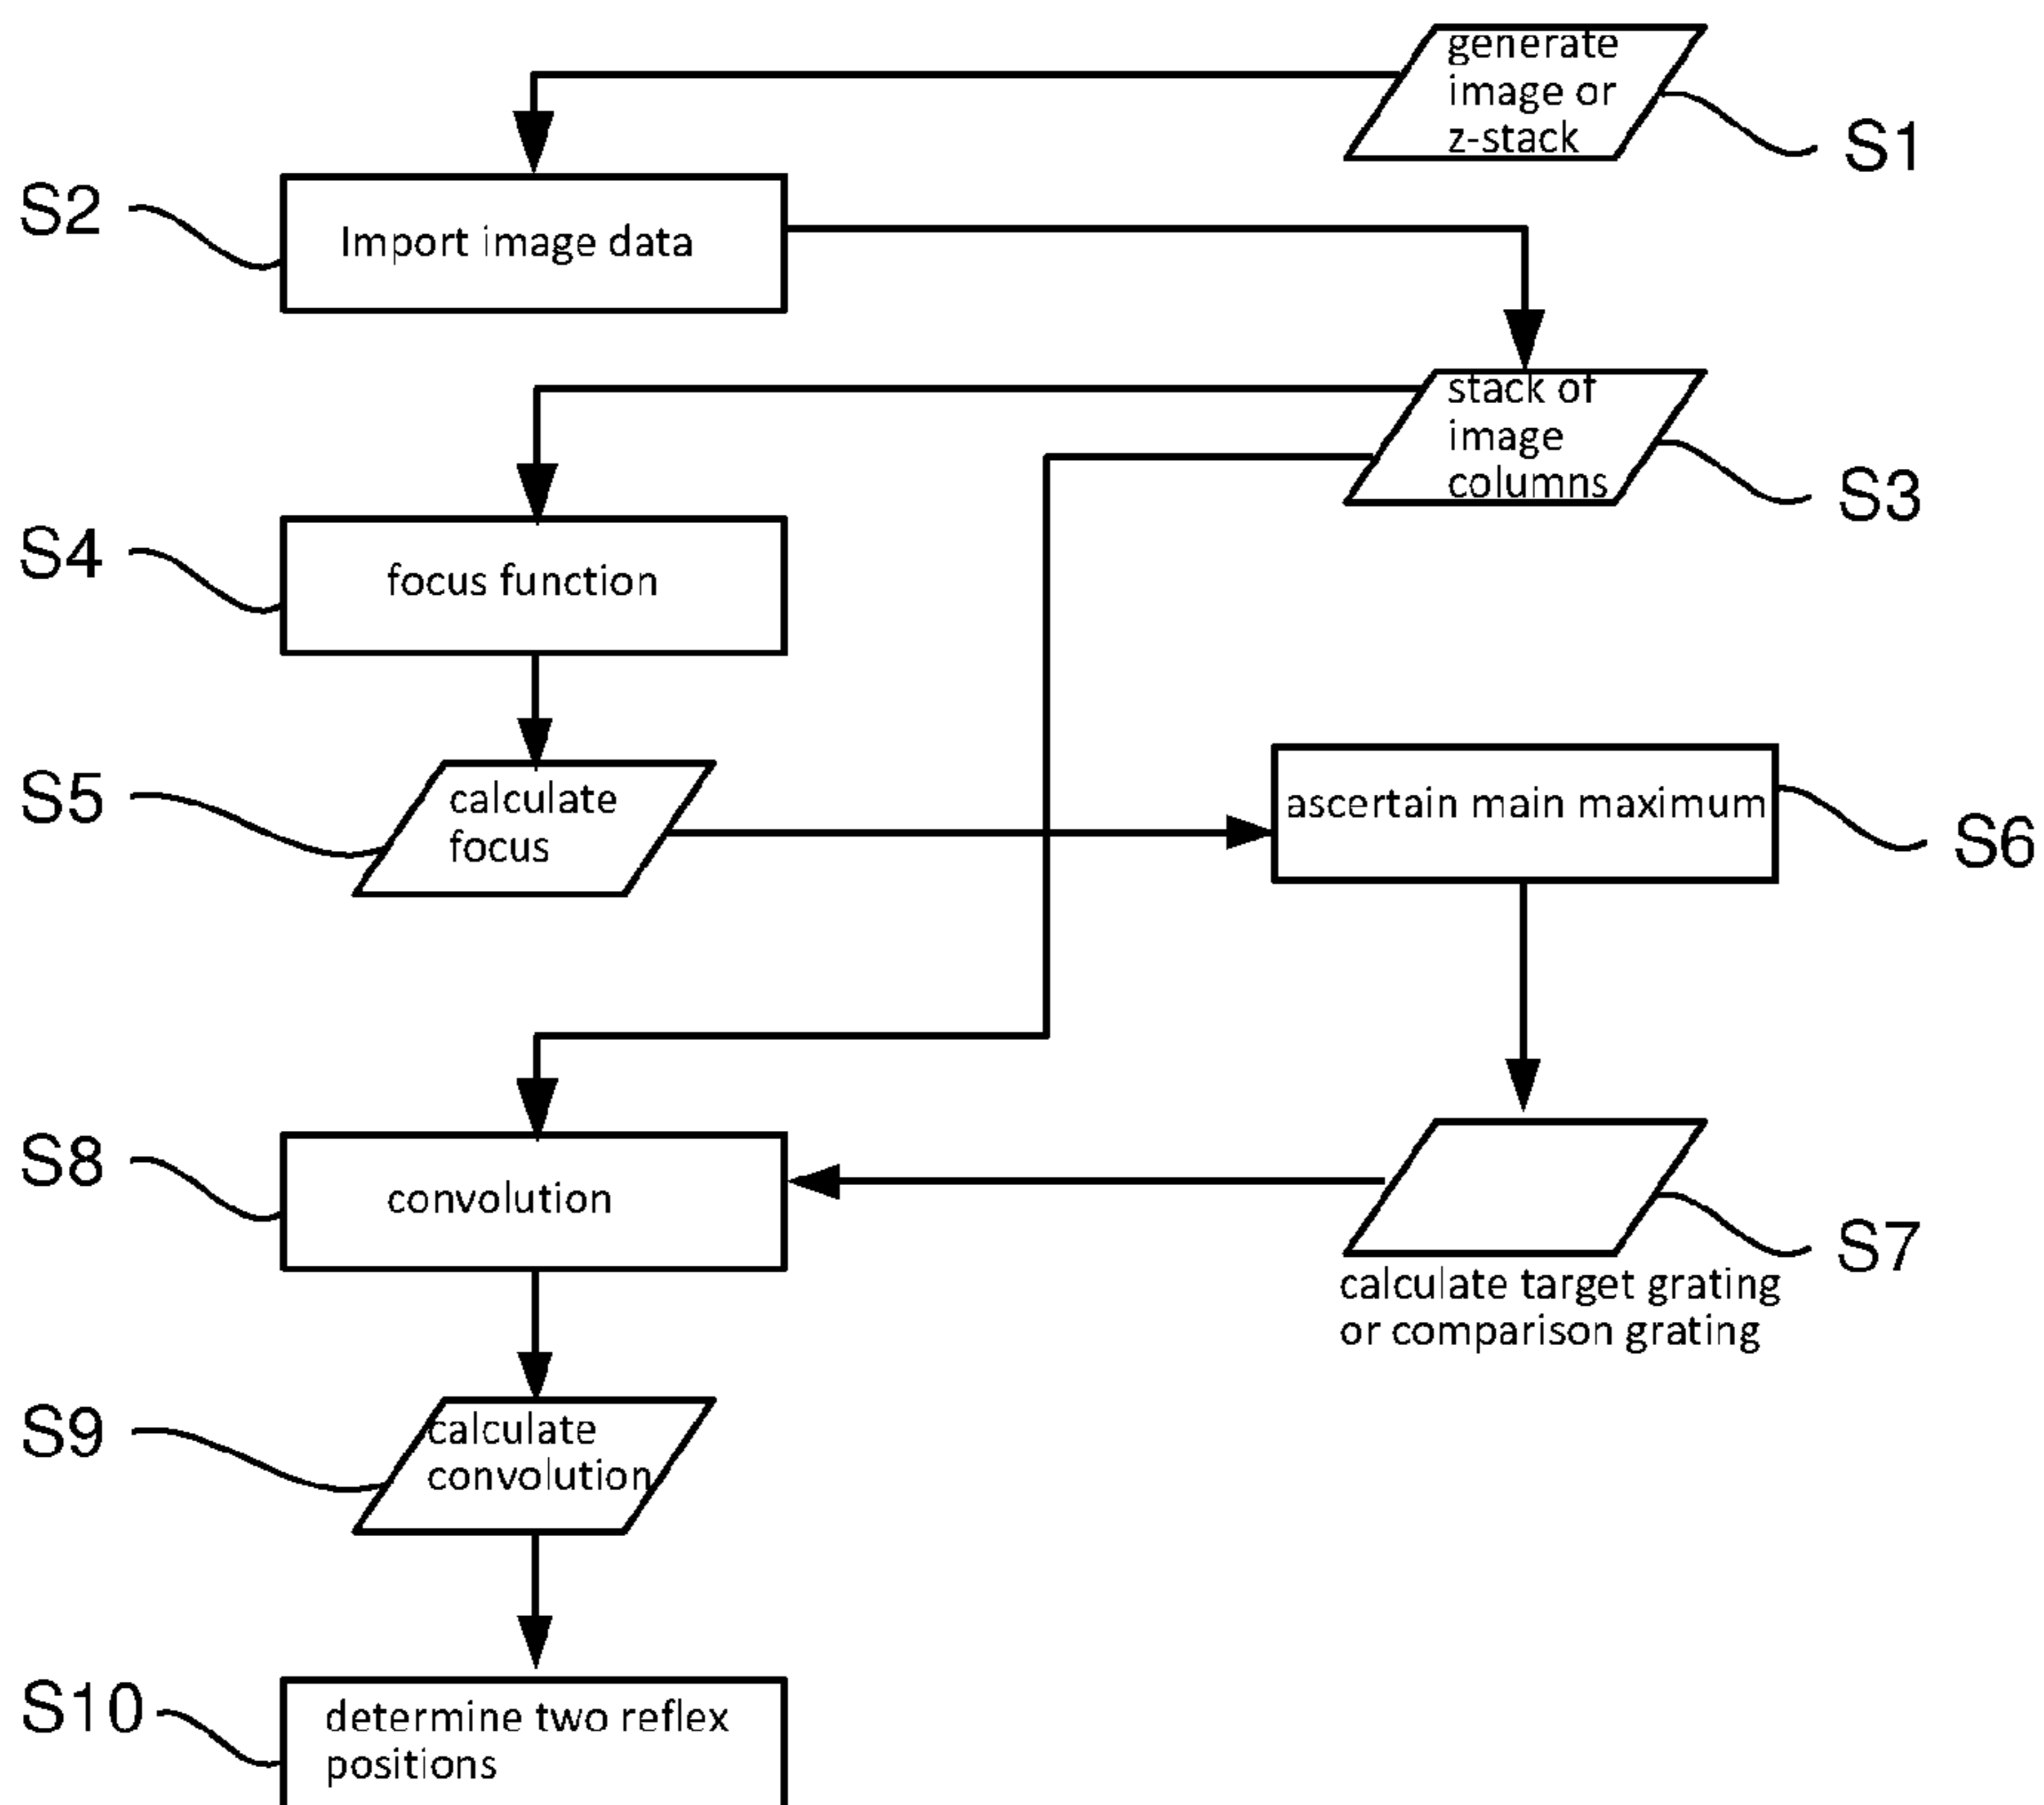 generate
image or
z-stack
S1
S2
Import image data
stack of
image
columns
S3
S4
focus function
S5
calculate
focus
ascertain main maximum
S6
S8
convolution
S7
calculate target grating
or comparison grating
S9
calculate
convolution
S10
determine two reflex
positions